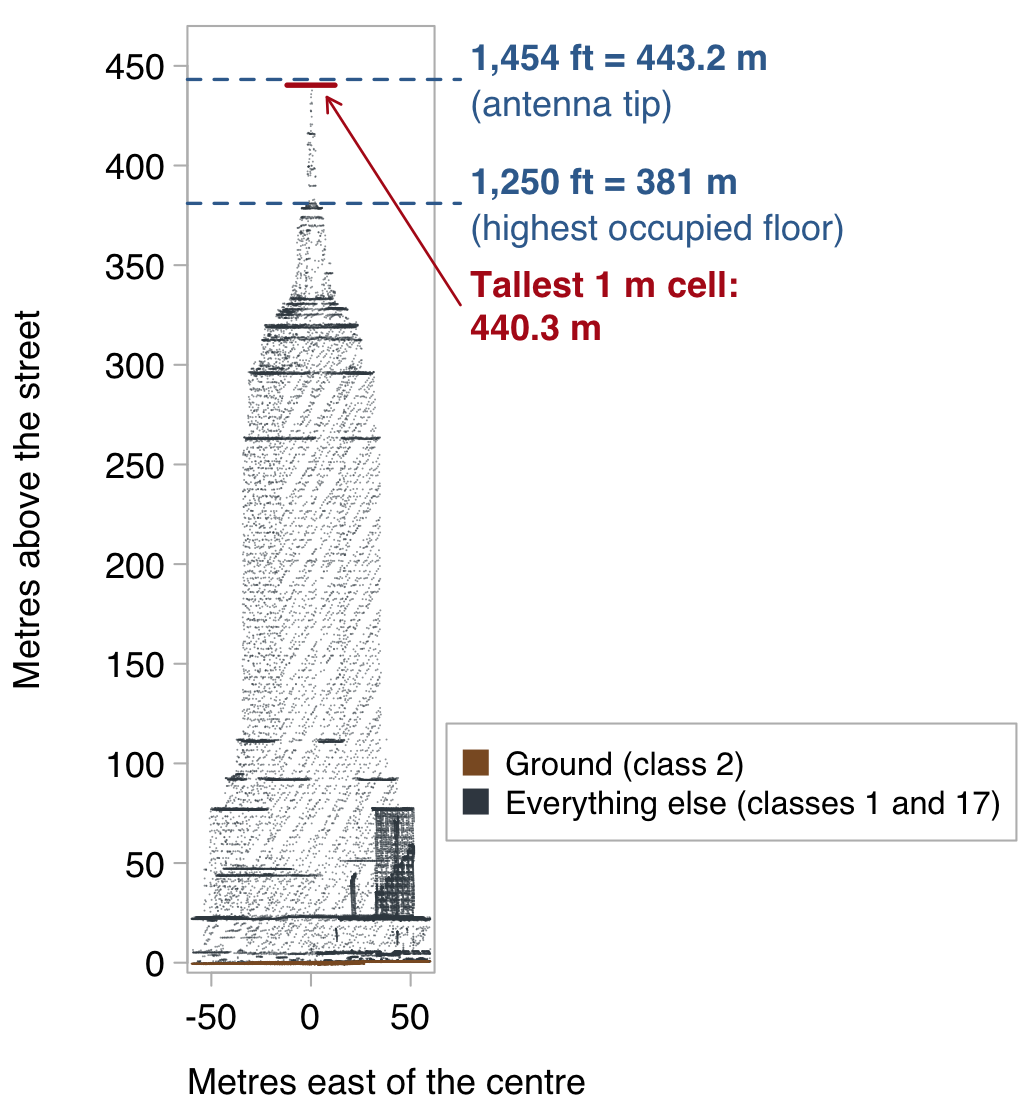 450
400
350
300
250
200
150
100
50
0
Metres above the street
-50 0 50
Metres east of the centre
1,454 ft = 443.2 m
(antenna tip)
1,250 ft = 381 m
(highest occupied floor)
Tallest 1 m cell:
440.3 m
Ground (class 2)
Everything else (classes 1 and 17)